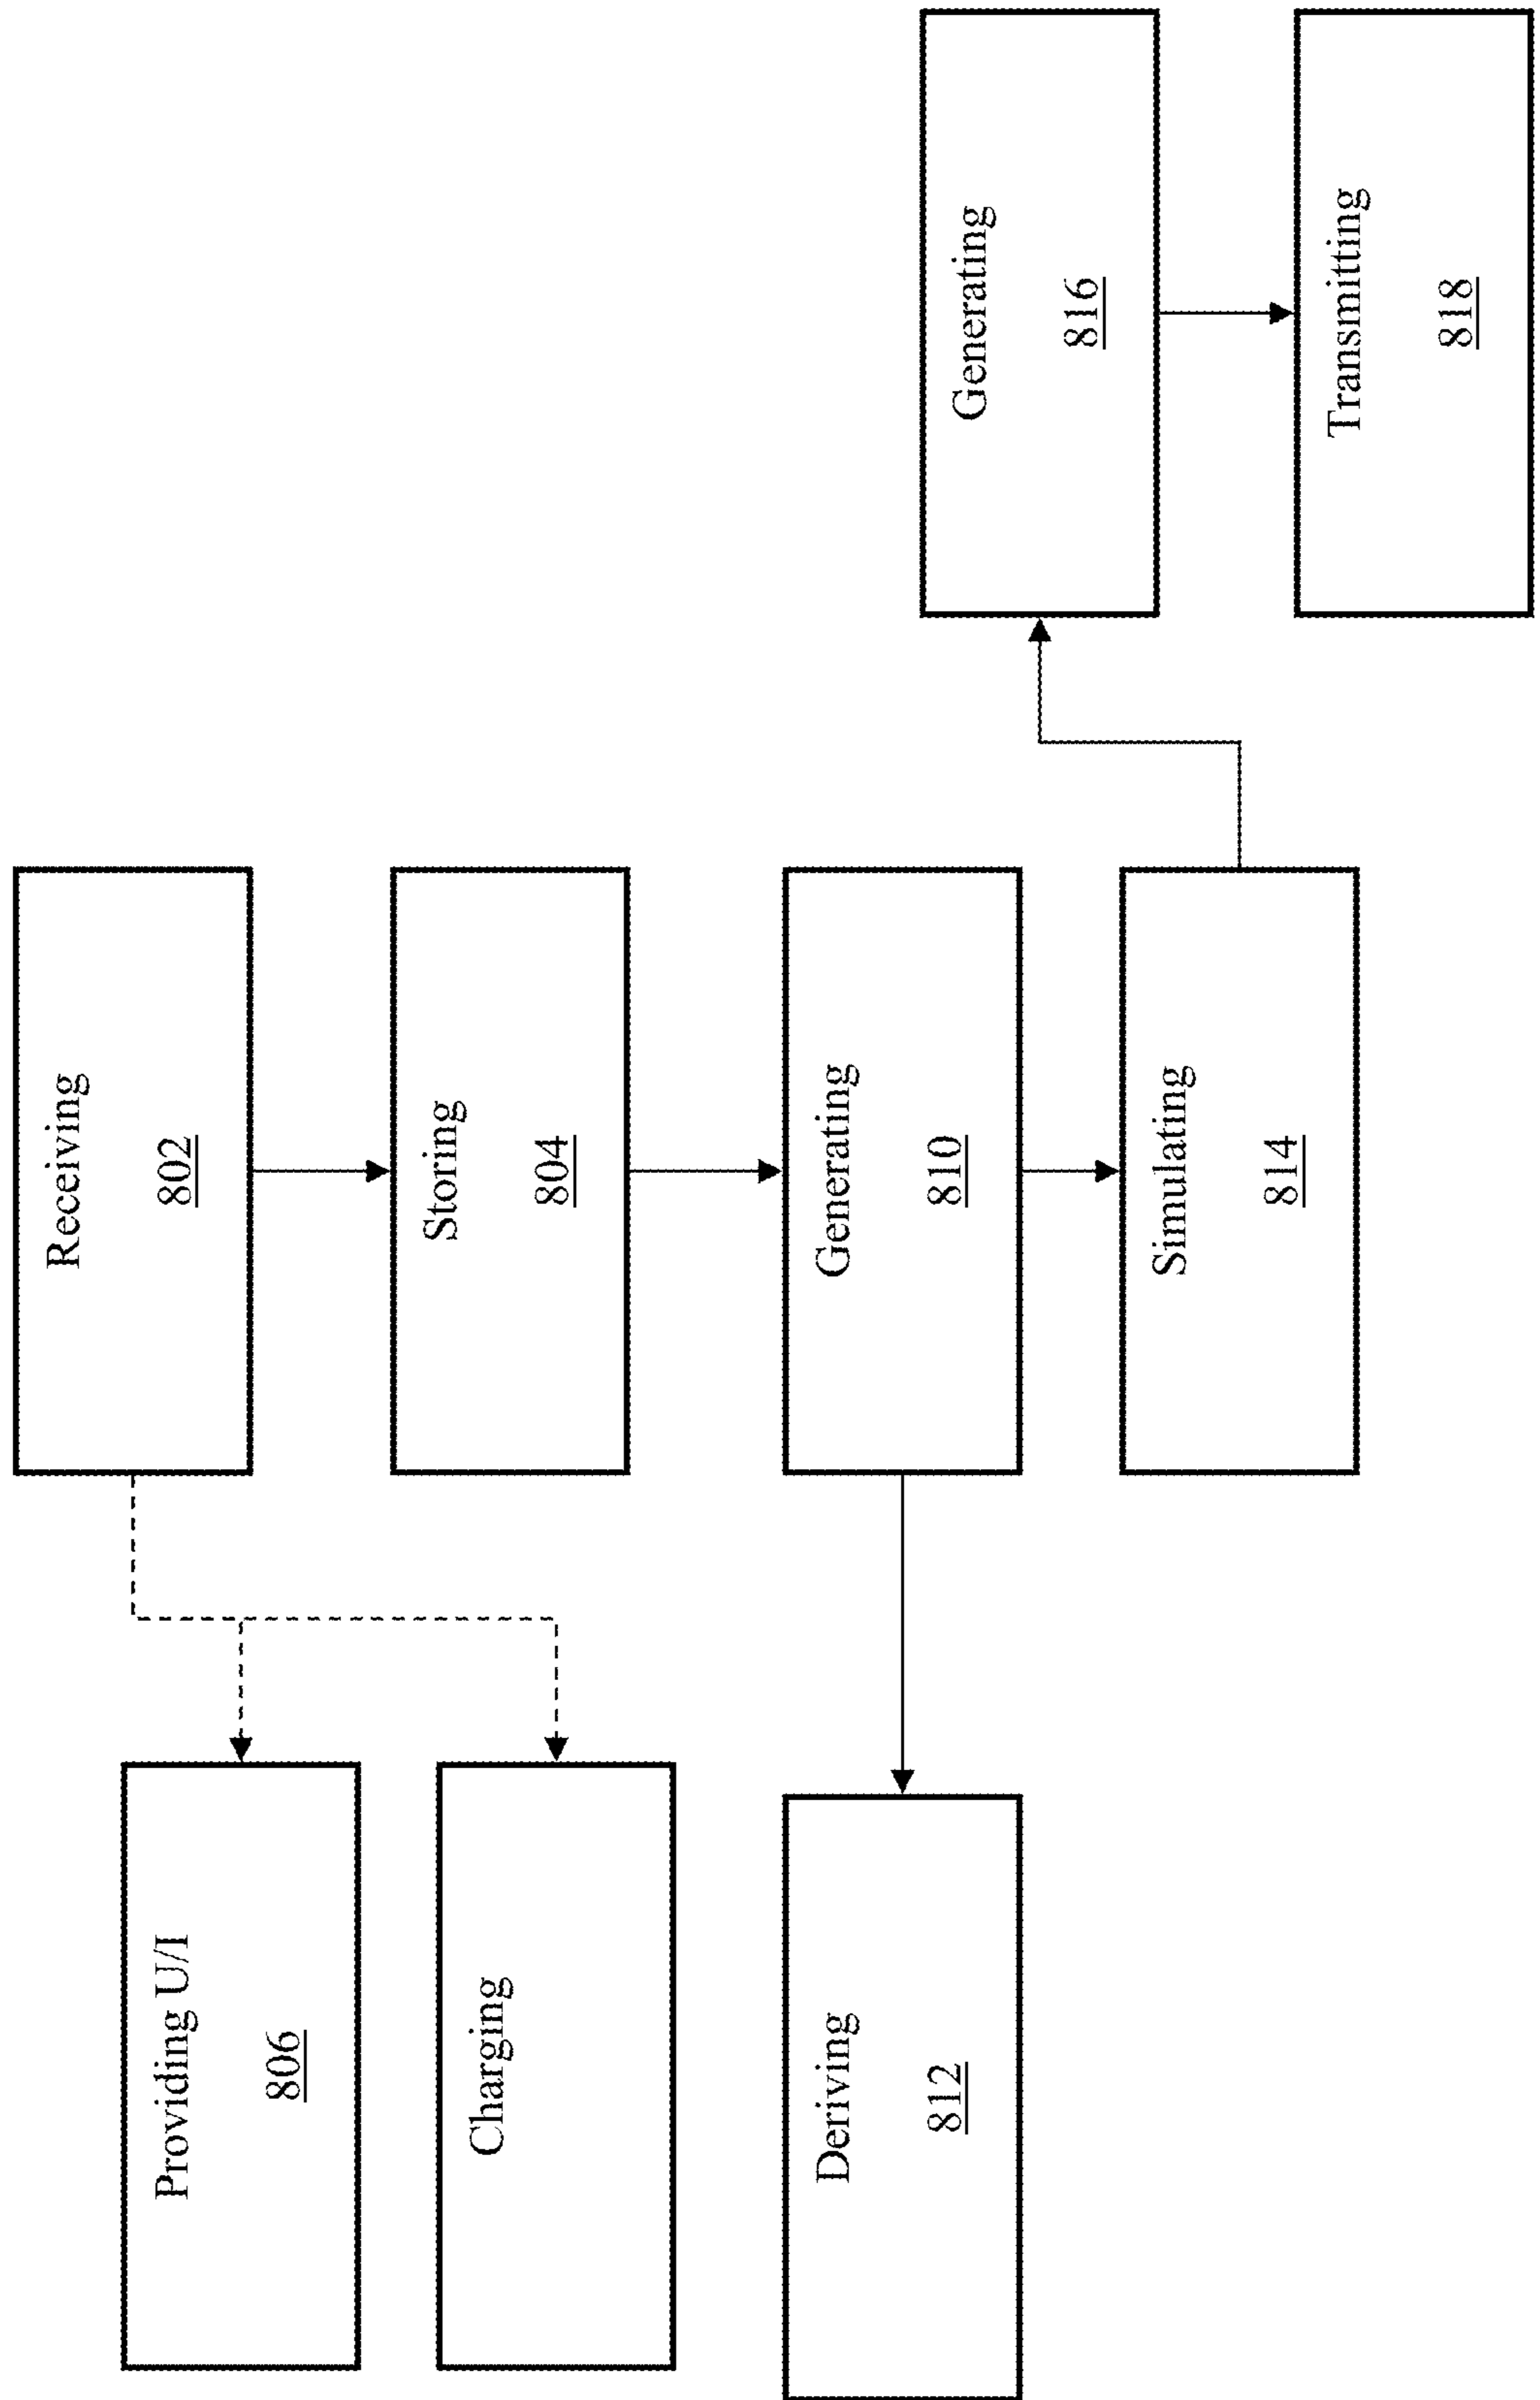 Providing U/I
806
Charging
Deriving
812
Receiving
802
Storing
804
Generating
810
Simulating
814
Generating
816
Transmitting
818